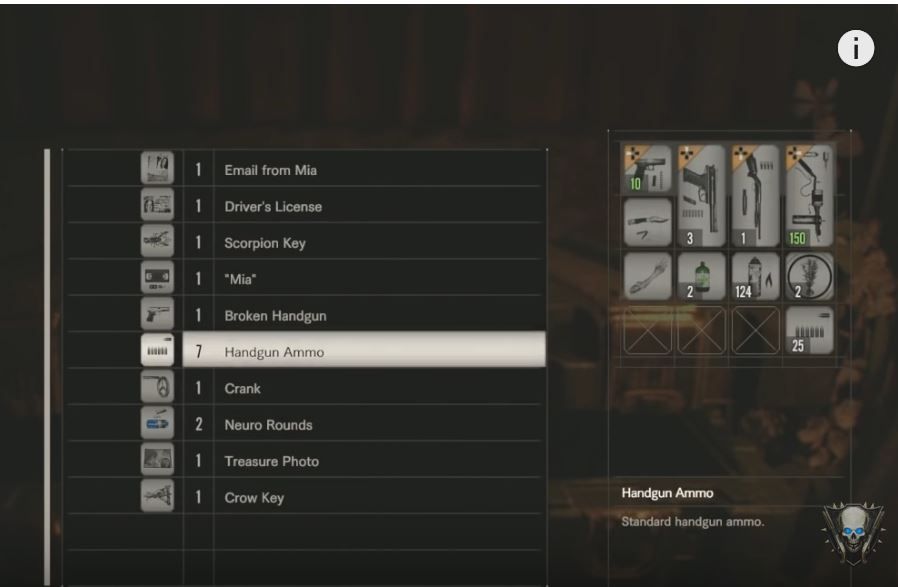 i
1 Email from Mia
1 Driver's License
1 Scorpion Key
1 "Mia"
1 Broken Handgun
7 Handgun Ammo
1 Crank
2 Neuro Rounds
1 Treasure Photo
1 Crow Key
10
3 1 150
2 124 2
25
Handgun Ammo
Standard handgun ammo.